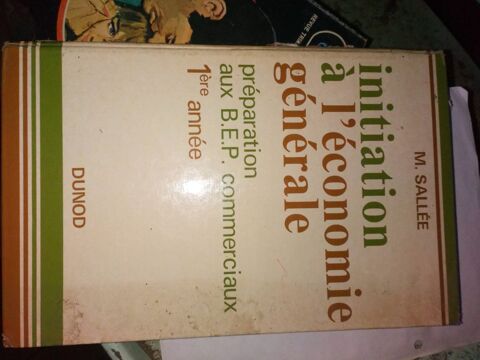 M. SALLÉE
initiation
à l'économie
générale
préparation
aux B.E.P. commerciaux
1ère année
DUNOD